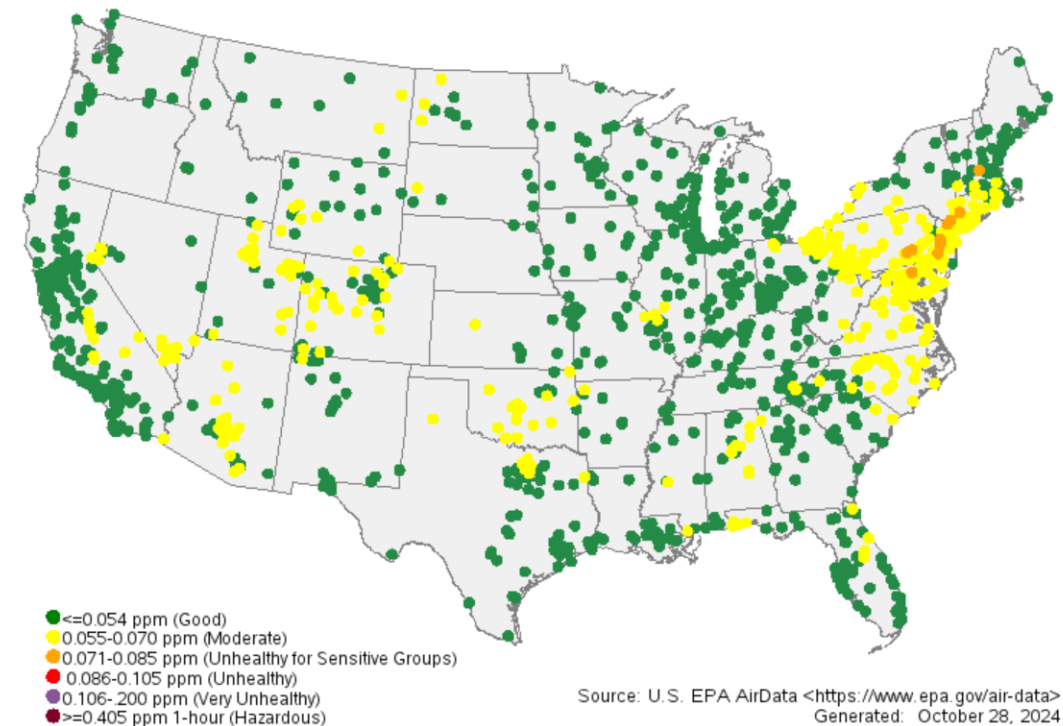 <=0.054 ppm (Good)
0.055-0.070 ppm (Moderate)
0.071-0.085 ppm (Unhealthy for Sensitive Groups)
0.086-0.105 ppm (Unhealthy)
0.106-.200 ppm (Very Unhealthy)
>=0.405 ppm 1-hour (Hazardous)
Source: U.S. EPA AirData <https://www.epa.gov/air-data>
Generated: October 28, 2024